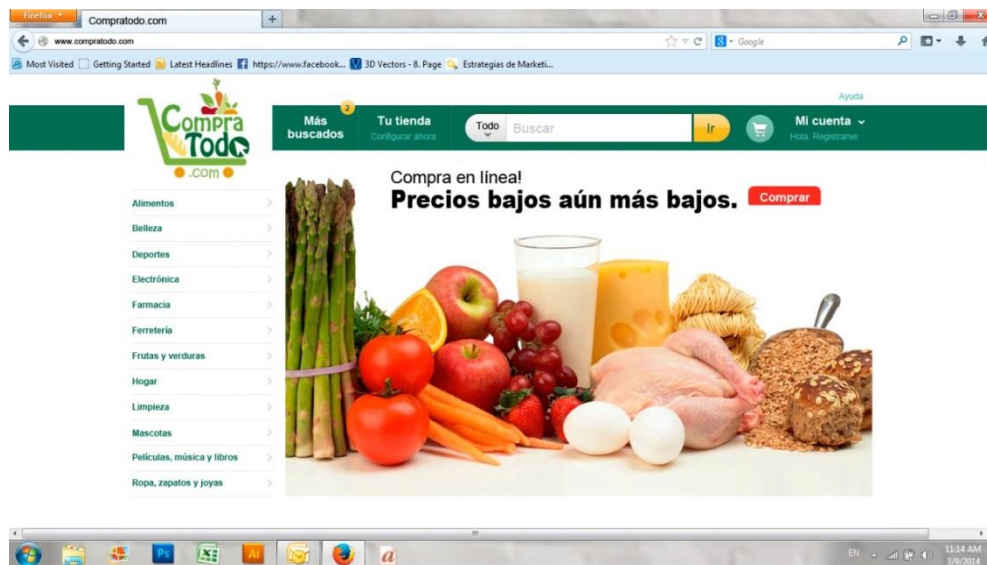 Firefox
Compratodo.com
www.compratodo.com
Google
Most Visited Getting Started Latest Headlines https://www.facebook... 3D Vectors - 8. Page Estrategias de Marketi...
Ayuda
Compra
Todo
.com
2
Más
buscados
Tu tienda
Configurar ahora
Todo
Buscar
Ir
Mi cuenta
Hola. Registrarse.
Compra en línea!
Precios bajos aún más bajos.
Comprar
Alimentos
Belleza
Deportes
Electrónica
Farmacia
Ferretería
Frutas y verduras
Hogar
Limpieza
Mascotas
Películas, música y libros
Ropa, zapatos y joyas
Ps
Ai
a
EN
11:14 AM
3/9/2014